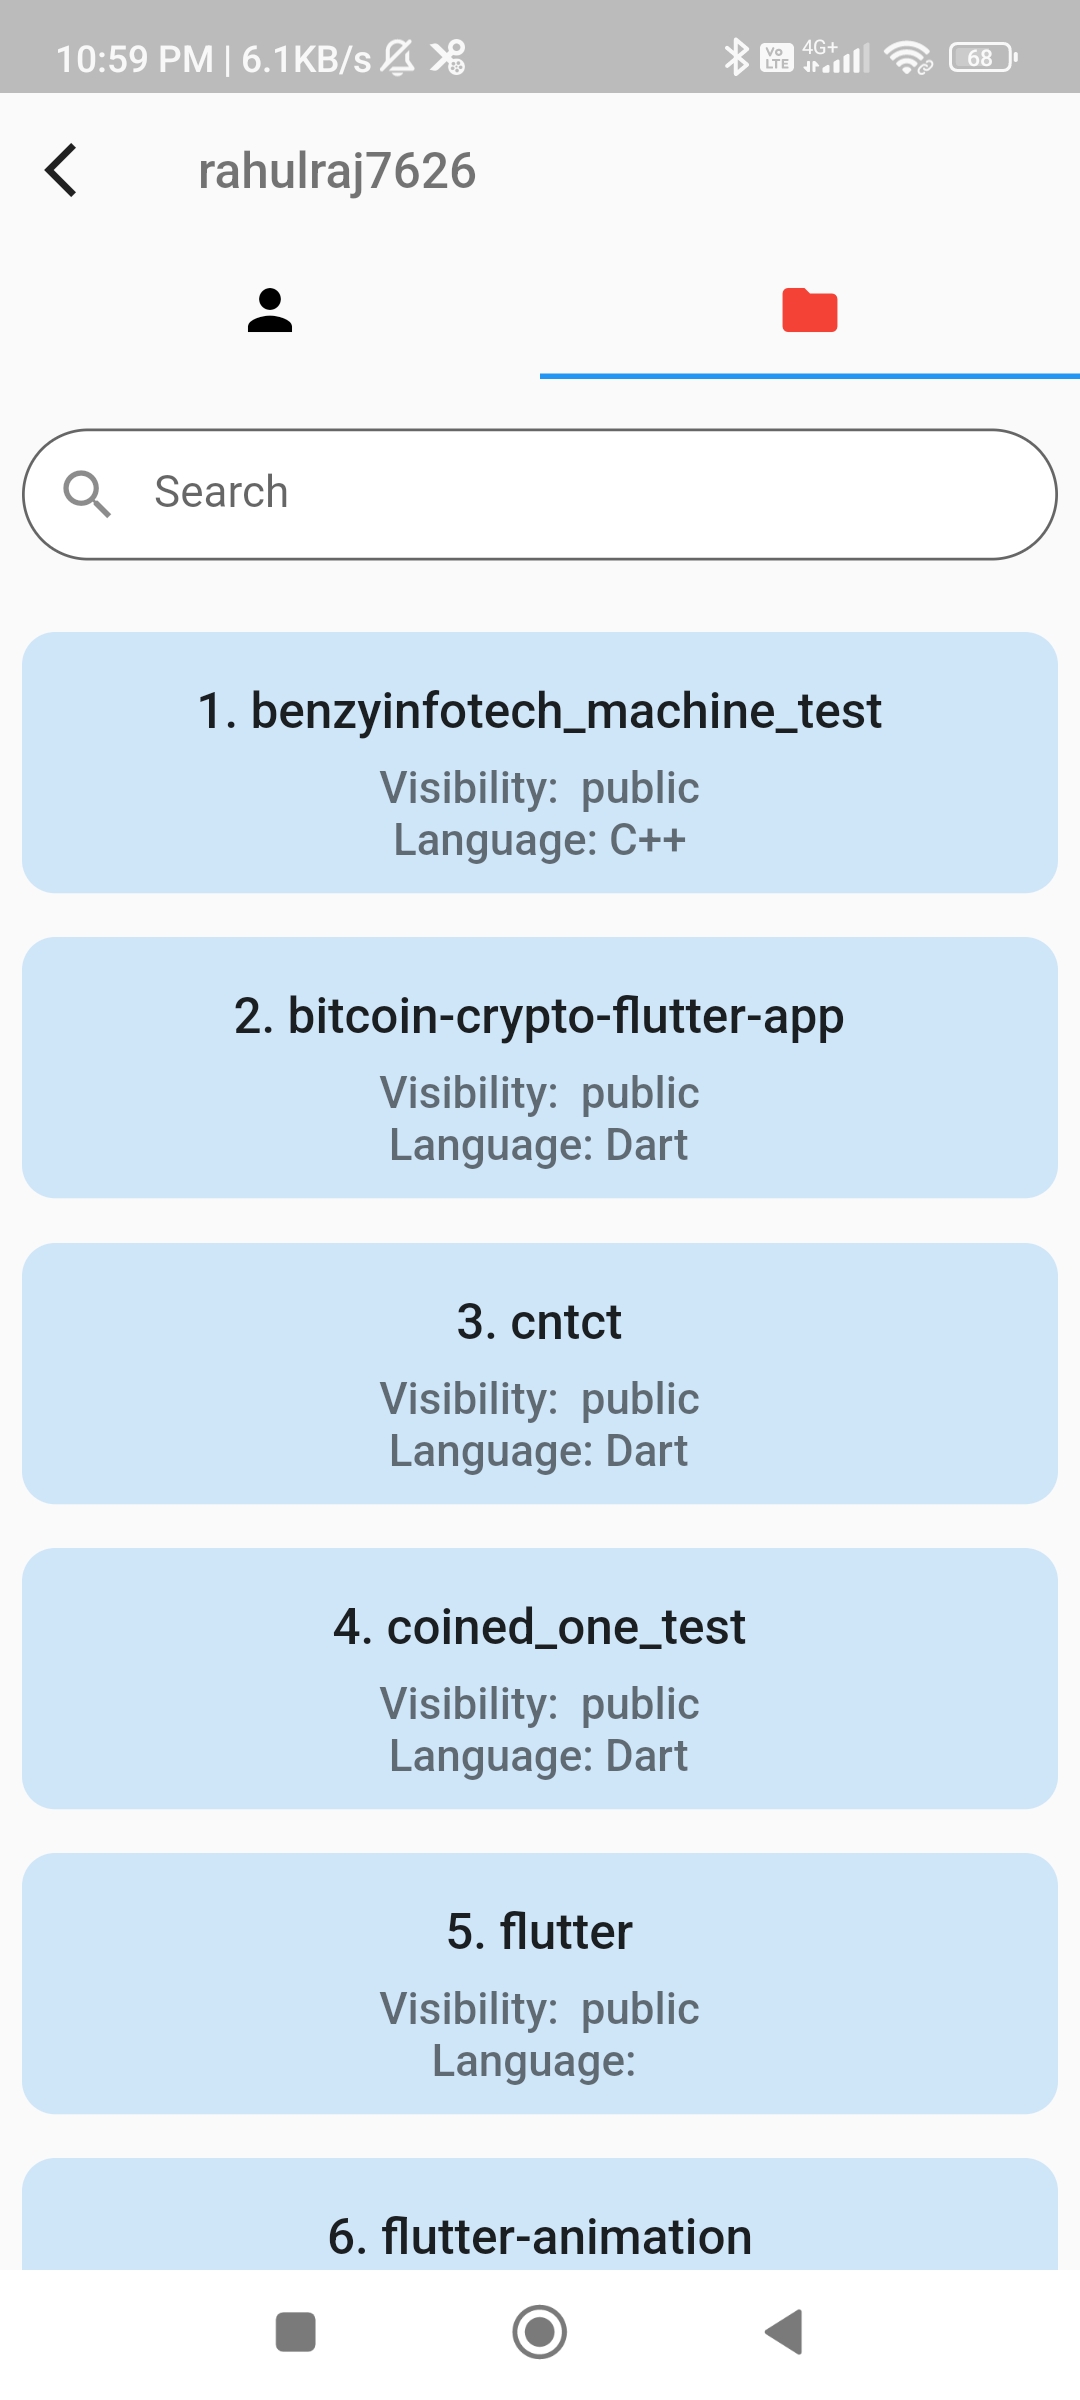 10:59 PM | 6.1KB/s Vo LTE 4G+ 68
rahulraj7626
Search
1. benzyinfotech_machine_test
Visibility:  public
Language: C++
2. bitcoin-crypto-flutter-app
Visibility:  public
Language: Dart
3. cntct
Visibility:  public
Language: Dart
4. coined_one_test
Visibility:  public
Language: Dart
5. flutter
Visibility:  public
Language:
6. flutter-animation